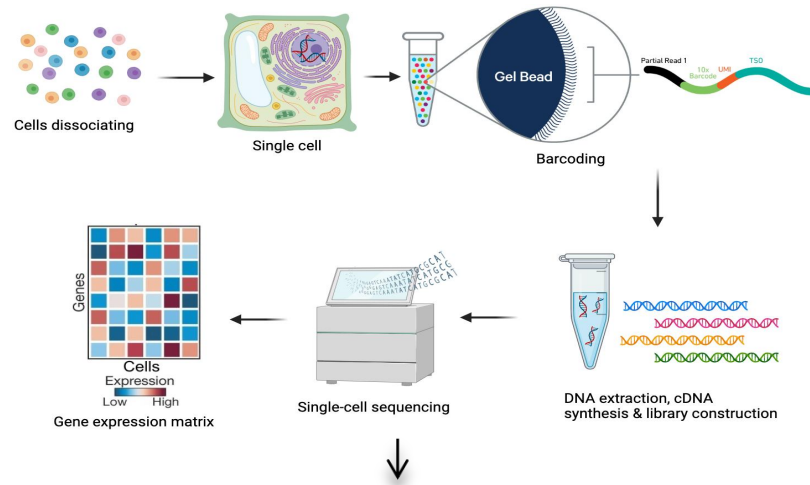 Cells dissociating
Single cell
Gel Bead
Barcoding
Partial Read 1
10x
Barcode
UMI
TSO
DNA extraction, cDNA
synthesis & library construction
Single-cell sequencing
Genes
Cells
Expression
Low
High
Gene expression matrix